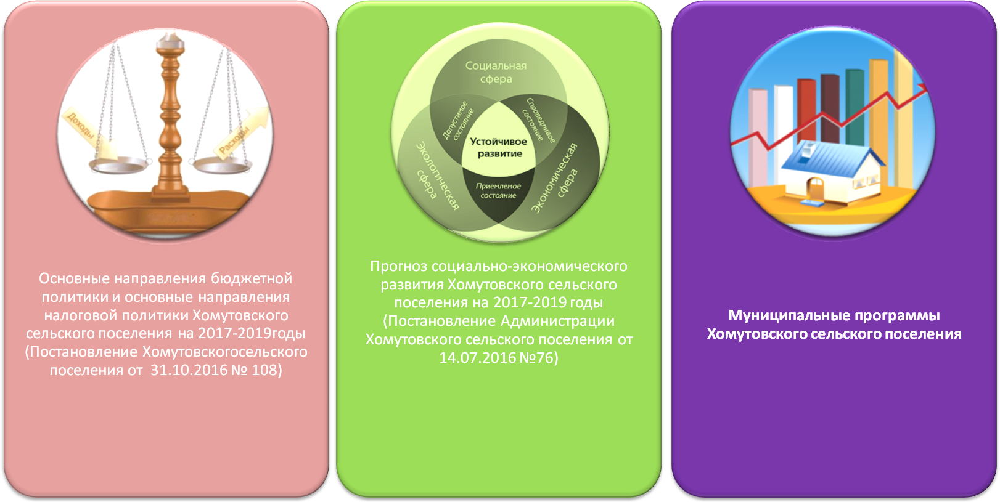 Доходы
Расходы
Основные направления бюджетной
политики и основные направления
налоговой политики Хомутовского
сельского поселения на 2017-2019годы
(Постановление Хомутовскогосельского
поселения от  31.10.2016 № 108)
Социальная
сфера
Допустимое
состояние
Справедливое
состояние
Устойчивое
развитие
Экологическая
сфера
Экономическая
сфера
Приемлемое
состояние
Прогноз социально-экономического
развития Хомутовского сельского
поселения на 2017-2019 годы
(Постановление Администрации
Хомутовского сельского поселения от
14.07.2016 №76)
Муниципальные программы
Хомутовского сельского поселения